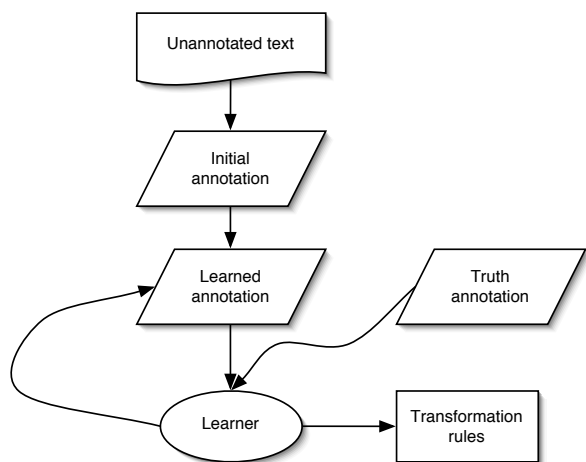 Unannotated text
Initial
annotation
Learned
annotation
Truth
annotation
Learner
Transformation
rules